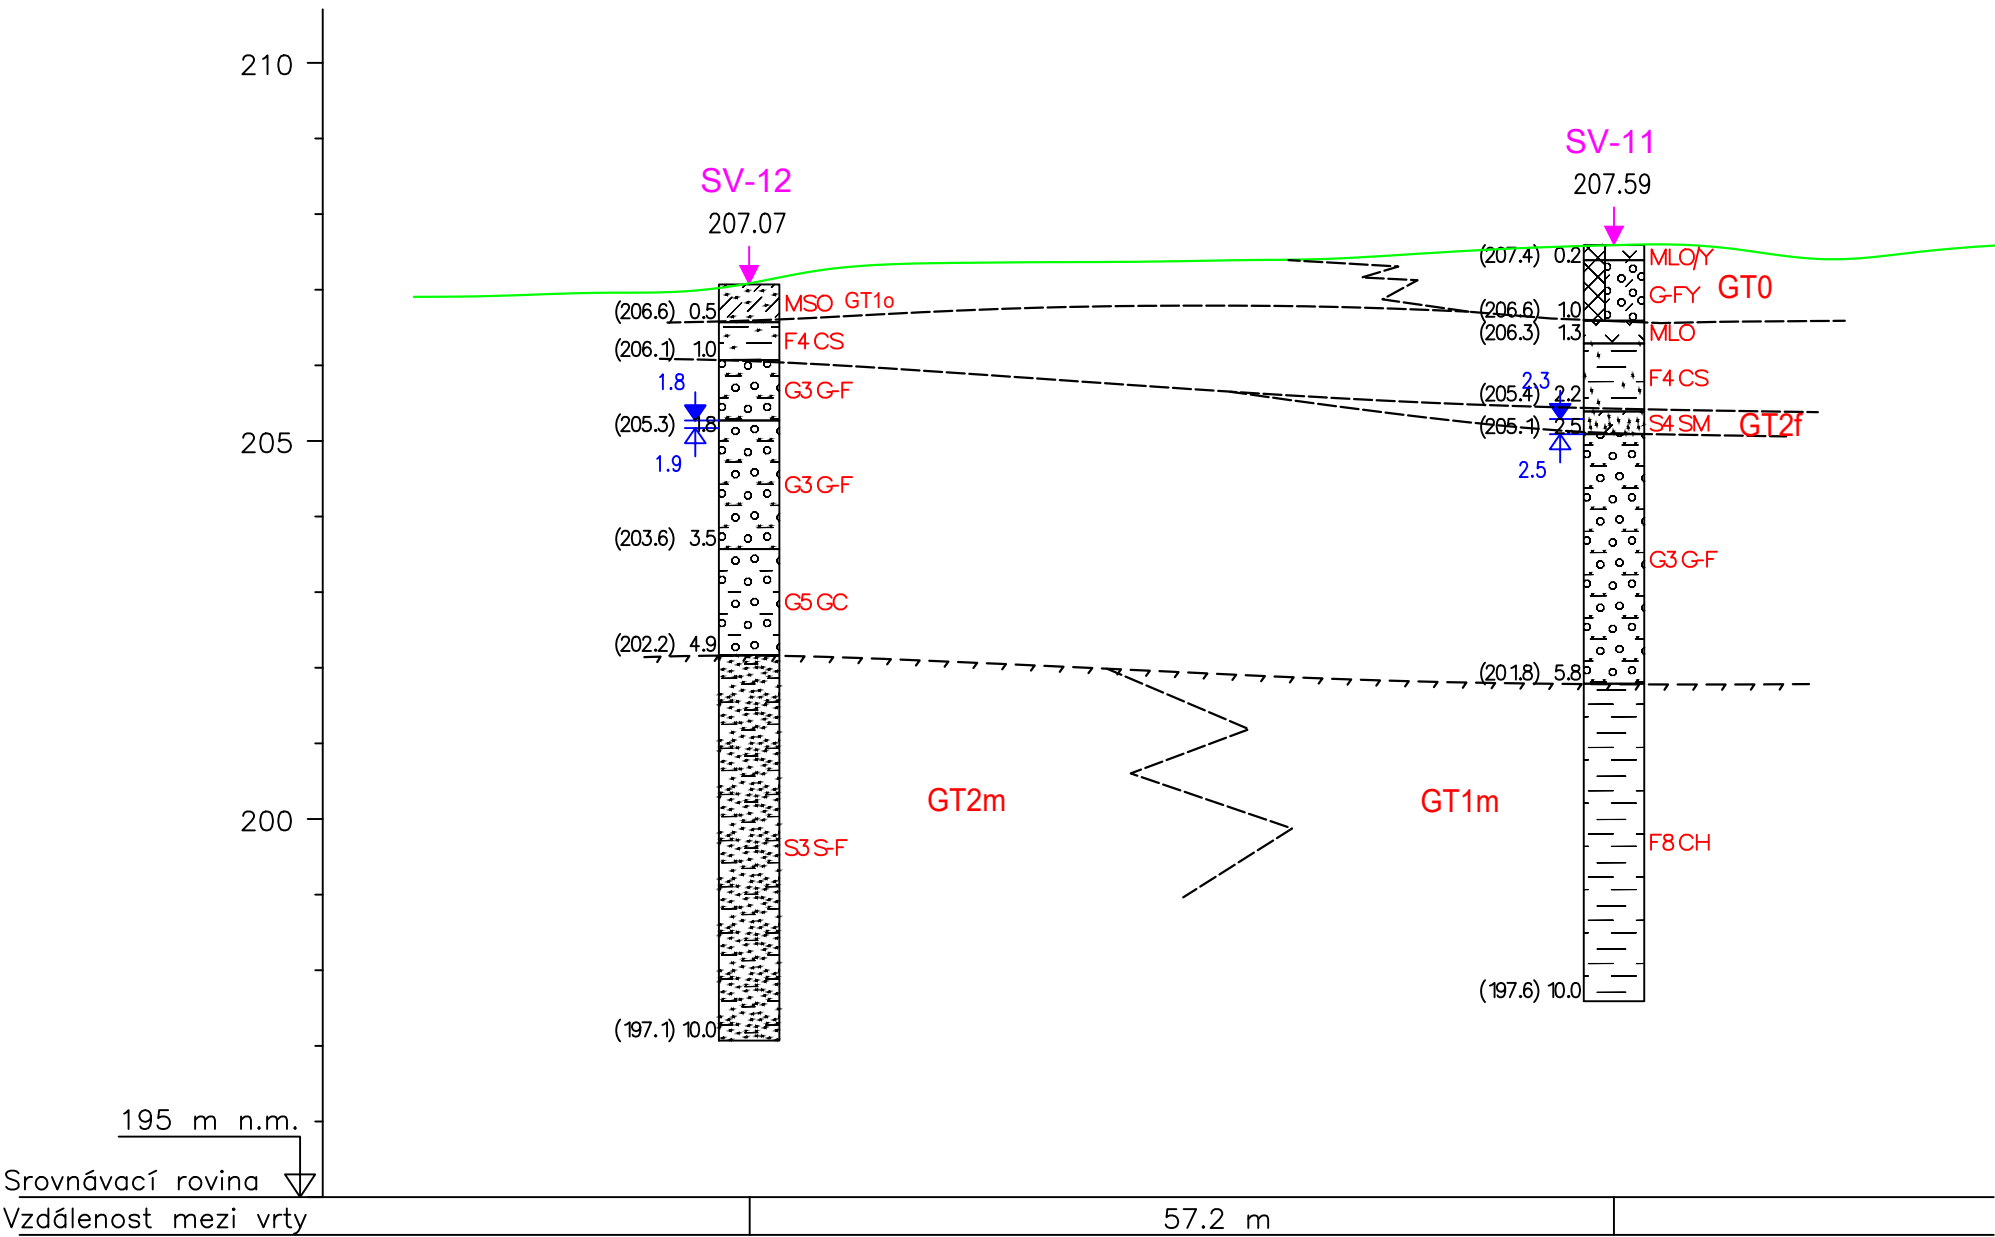 210
SV-11
207.59
SV-12
207.07
(207.4) 0.2 MLO/Y
GT0
G-FY
(206.6) 1.0
(206.3) 1.3 MLO
MSO GT1o
(206.6) 0.5
F4 CS
(206.1) 1.0
1.8
G3 G-F
(205.3) 1.8
1.9
G3 G-F
(203.6) 3.5
G5 GC
(202.2) 4.9
F4 CS
2.3
(205.4) 2.2
S4 SM
GT2f
(205.1) 2.5
2.5
G3 G-F
(201.8) 5.8
205
GT2m
GT1m
200
S3 S-F
F8 CH
(197.6) 10.0
(197.1) 10.0
195 m n.m.
Srovnávací rovina
Vzdálenost mezi vrty
57.2 m